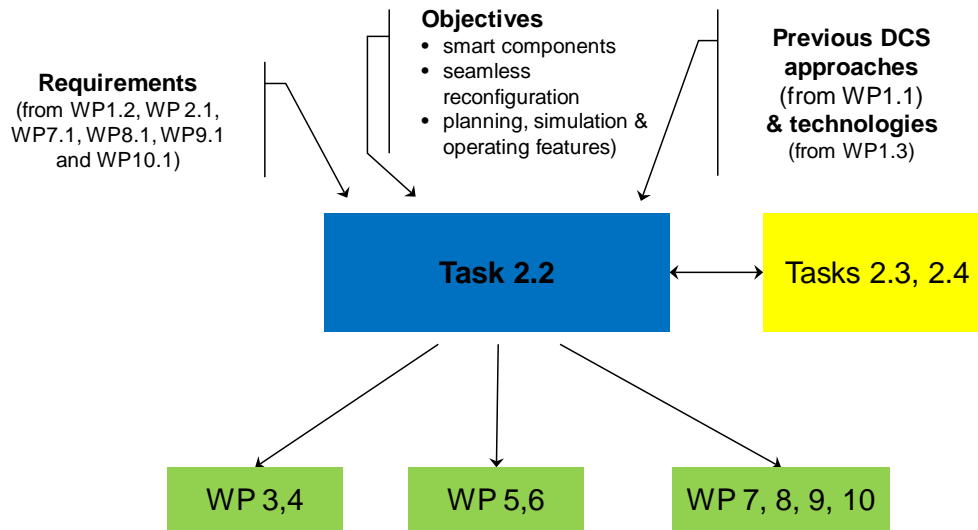 Requirements
(from WP1.2, WP 2.1,
WP7.1, WP8.1, WP9.1
and WP10.1)
Objectives
• smart components
• seamless
reconfiguration
• planning, simulation &
operating features)
Previous DCS
approaches
(from WP1.1)
& technologies
(from WP1.3)
Task 2.2
Tasks 2.3, 2.4
WP 3,4
WP 5,6
WP 7, 8, 9, 10